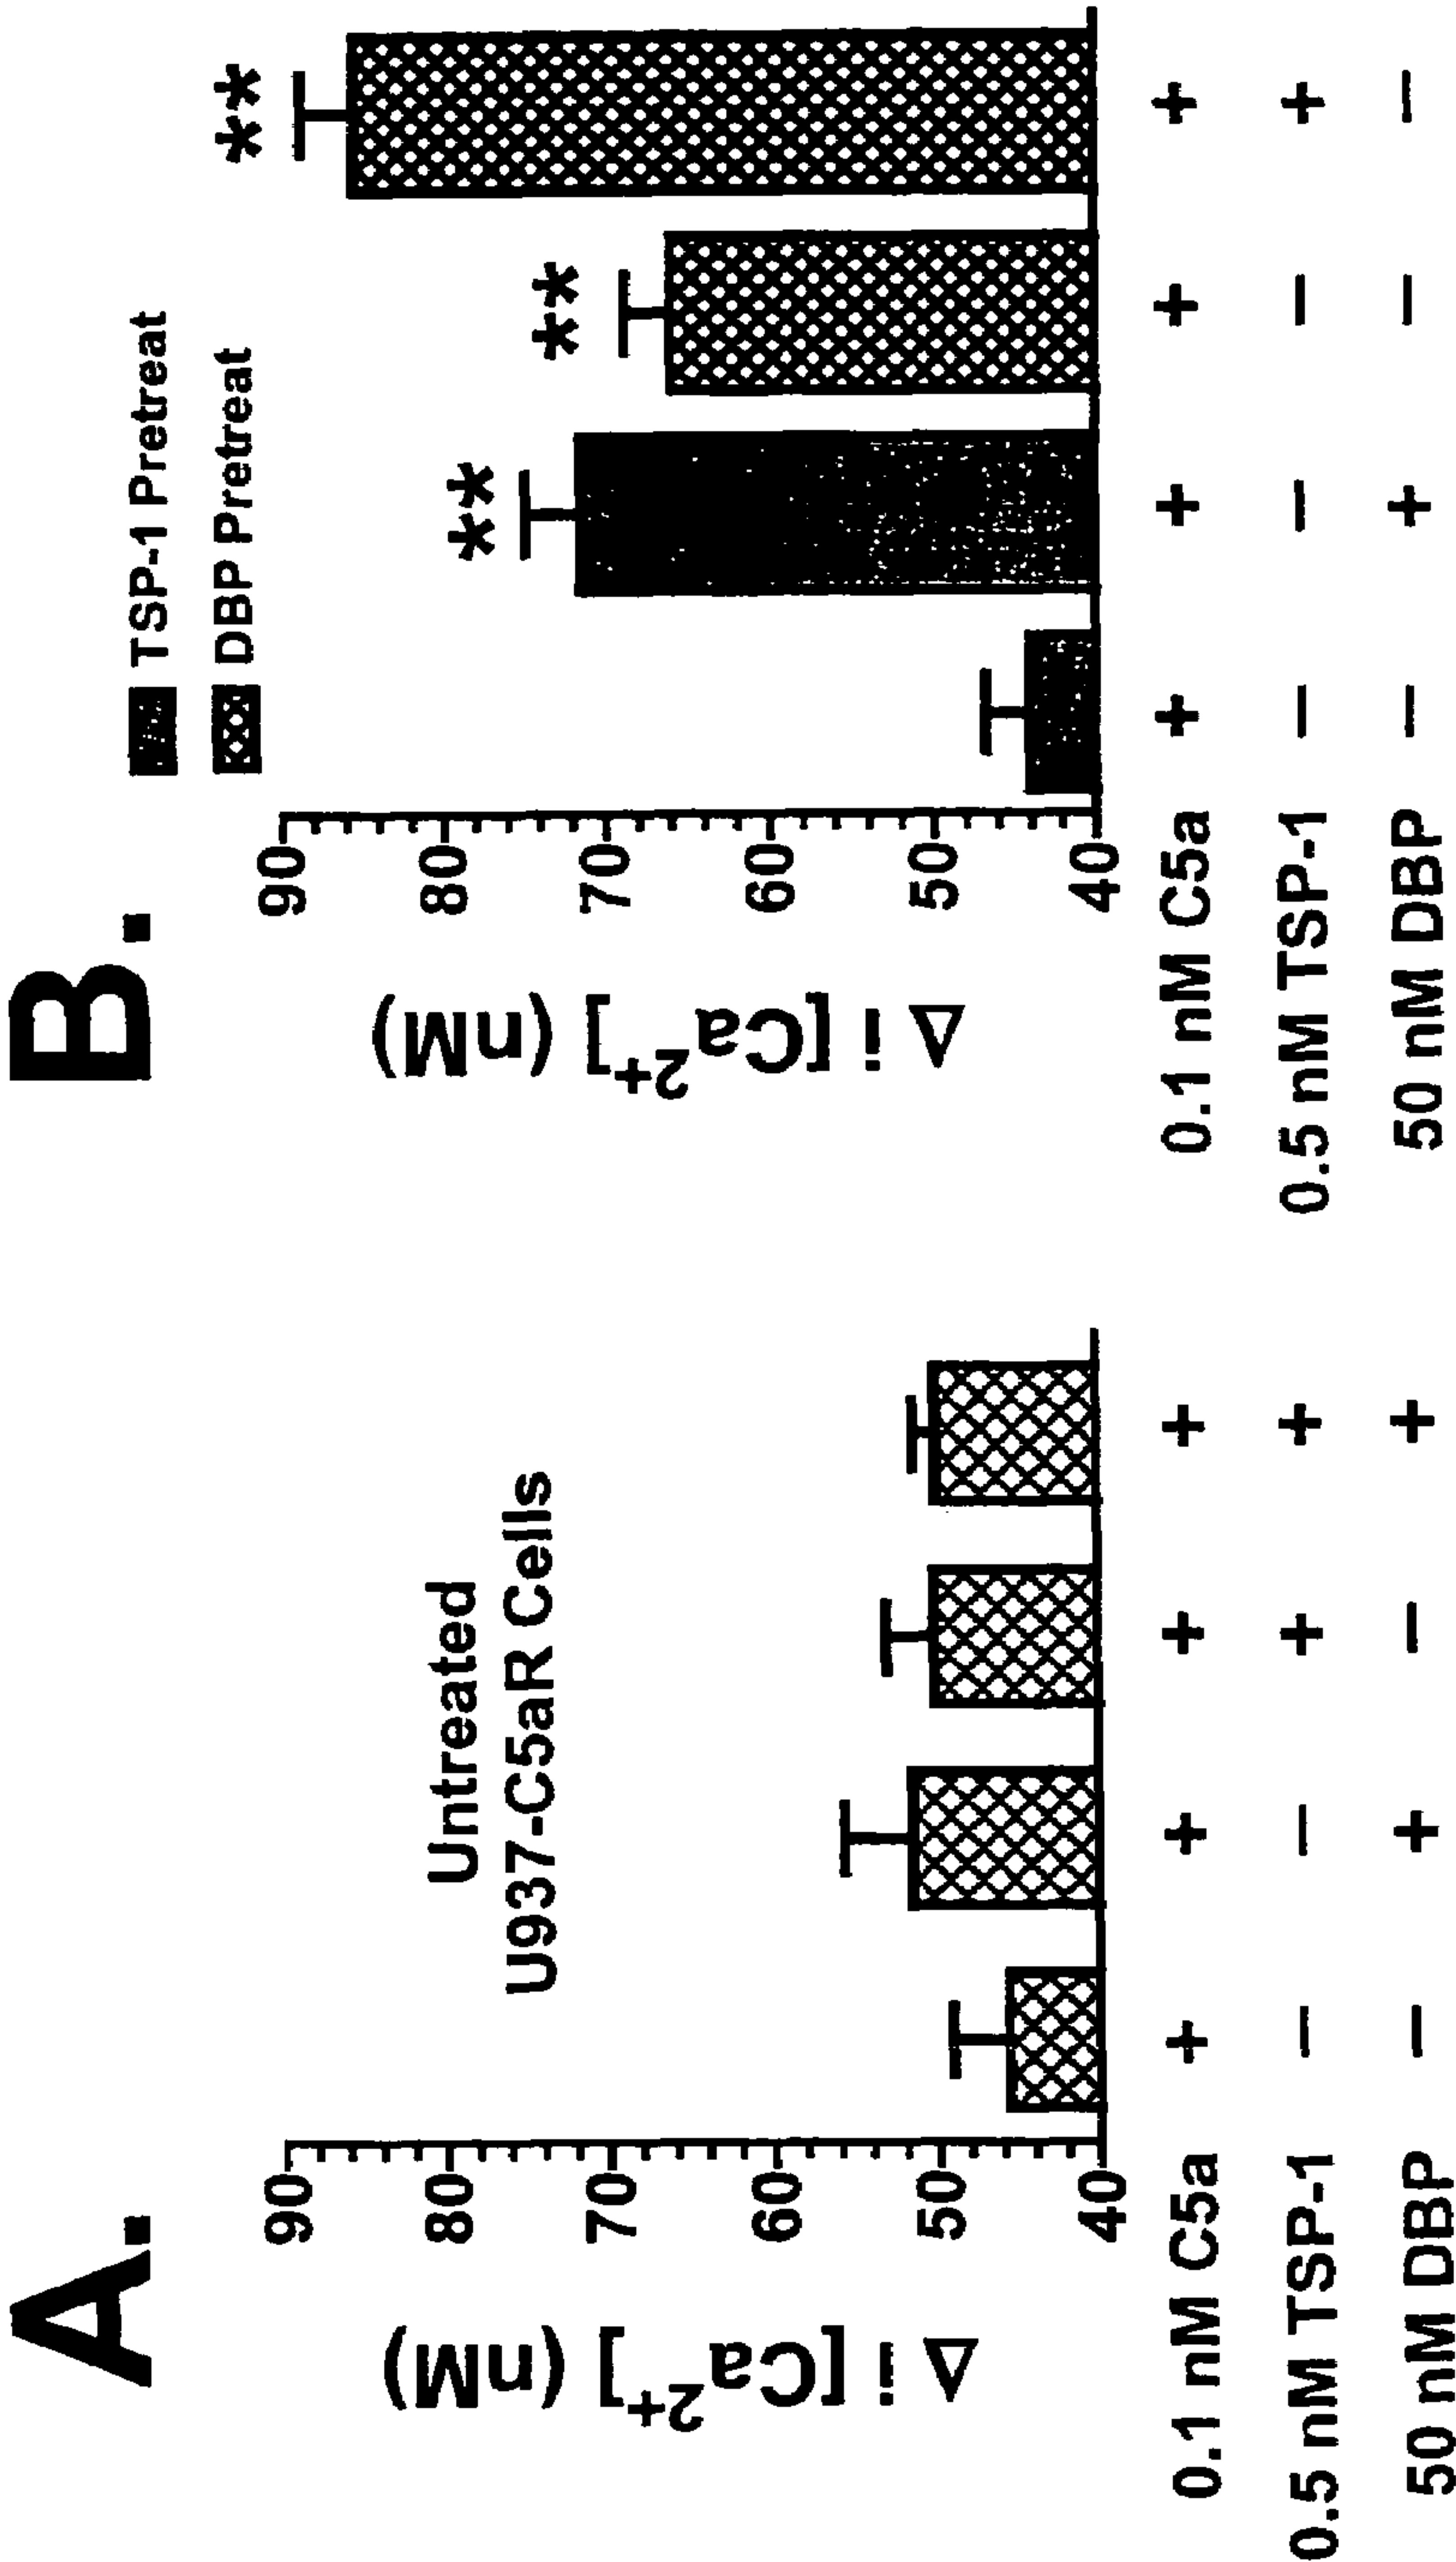 A.
Untreated
U937-C5aR Cells
Δ i [Ca2+] (nM)
90
80
70
60
50
40
0.1 nM C5a + + + +
0.5 nM TSP-1 − − + +
50 nM DBP − + − +
B.
TSP-1 Pretreat
DBP Pretreat
Δ i [Ca2+] (nM)
90
80
70
60
50
40
** ** **
0.1 nM C5a + + + +
0.5 nM TSP-1 − − − +
50 nM DBP − + − −